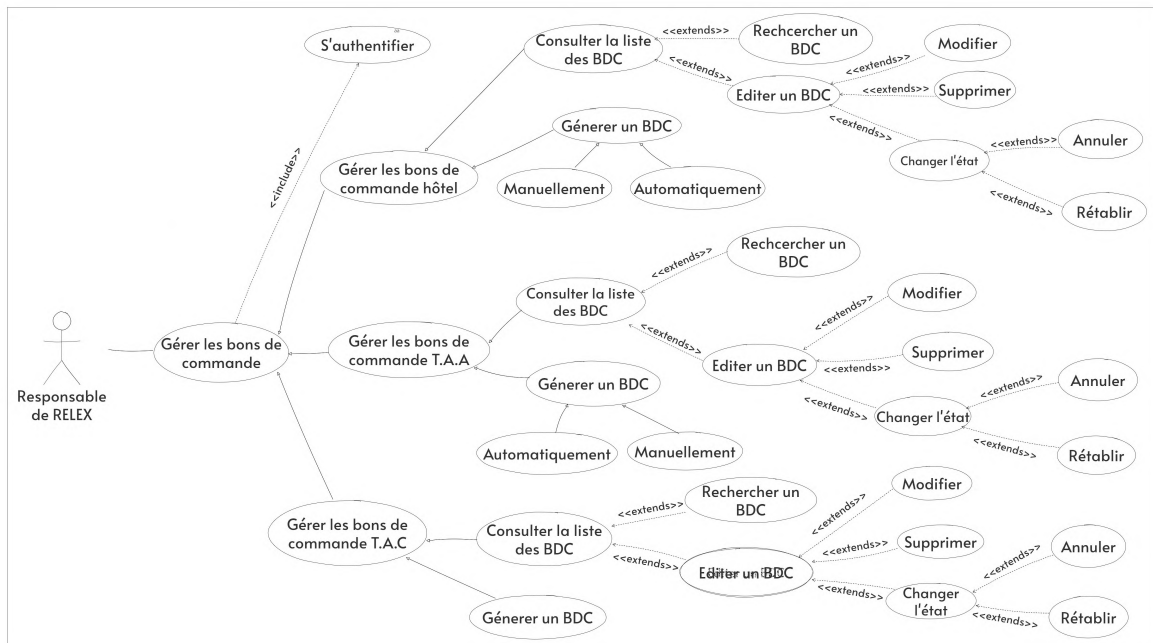 S'authentifier
Consulter la liste
des BDC
<<extends>>
Rechcercher un
BDC
<<extends>>
Editer un BDC
<<extends>>
Modifier
<<extends>>
Supprimer
<<extends>>
Changer l'état
<<extends>>
Annuler
<<extends>>
Rétablir
Génerer un BDC
Manuellement
Automatiquement
Gérer les bons de
commande hôtel
<<include>>
Responsable
de RELEX
Gérer les bons de
commande
Gérer les bons de
commande T.A.A
Consulter la liste
des BDC
<<extends>>
Rechcercher un
BDC
<<extends>>
Editer un BDC
<<extends>>
Modifier
<<extends>>
Supprimer
<<extends>>
Changer l'état
<<extends>>
Annuler
<<extends>>
Rétablir
Génerer un BDC
Automatiquement
Manuellement
Gérer les bons de
commande T.A.C
Consulter la liste
des BDC
<<extends>>
Rechercher un
BDC
<<extends>>
Editer un BDC
<<extends>>
Modifier
<<extends>>
Supprimer
<<extends>>
Changer
l'état
<<extends>>
Annuler
<<extends>>
Rétablir
Génerer un BDC